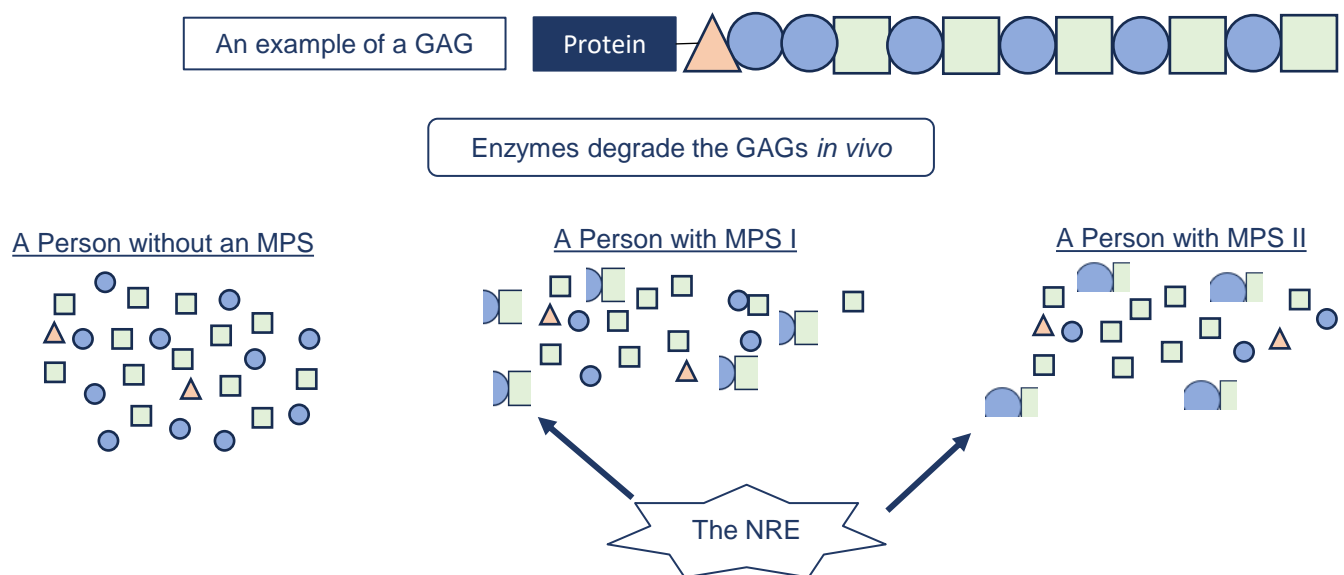 An example of a GAG
Protein
Enzymes degrade the GAGs in vivo
A Person without an MPS
A Person with MPS I
A Person with MPS II
The NRE